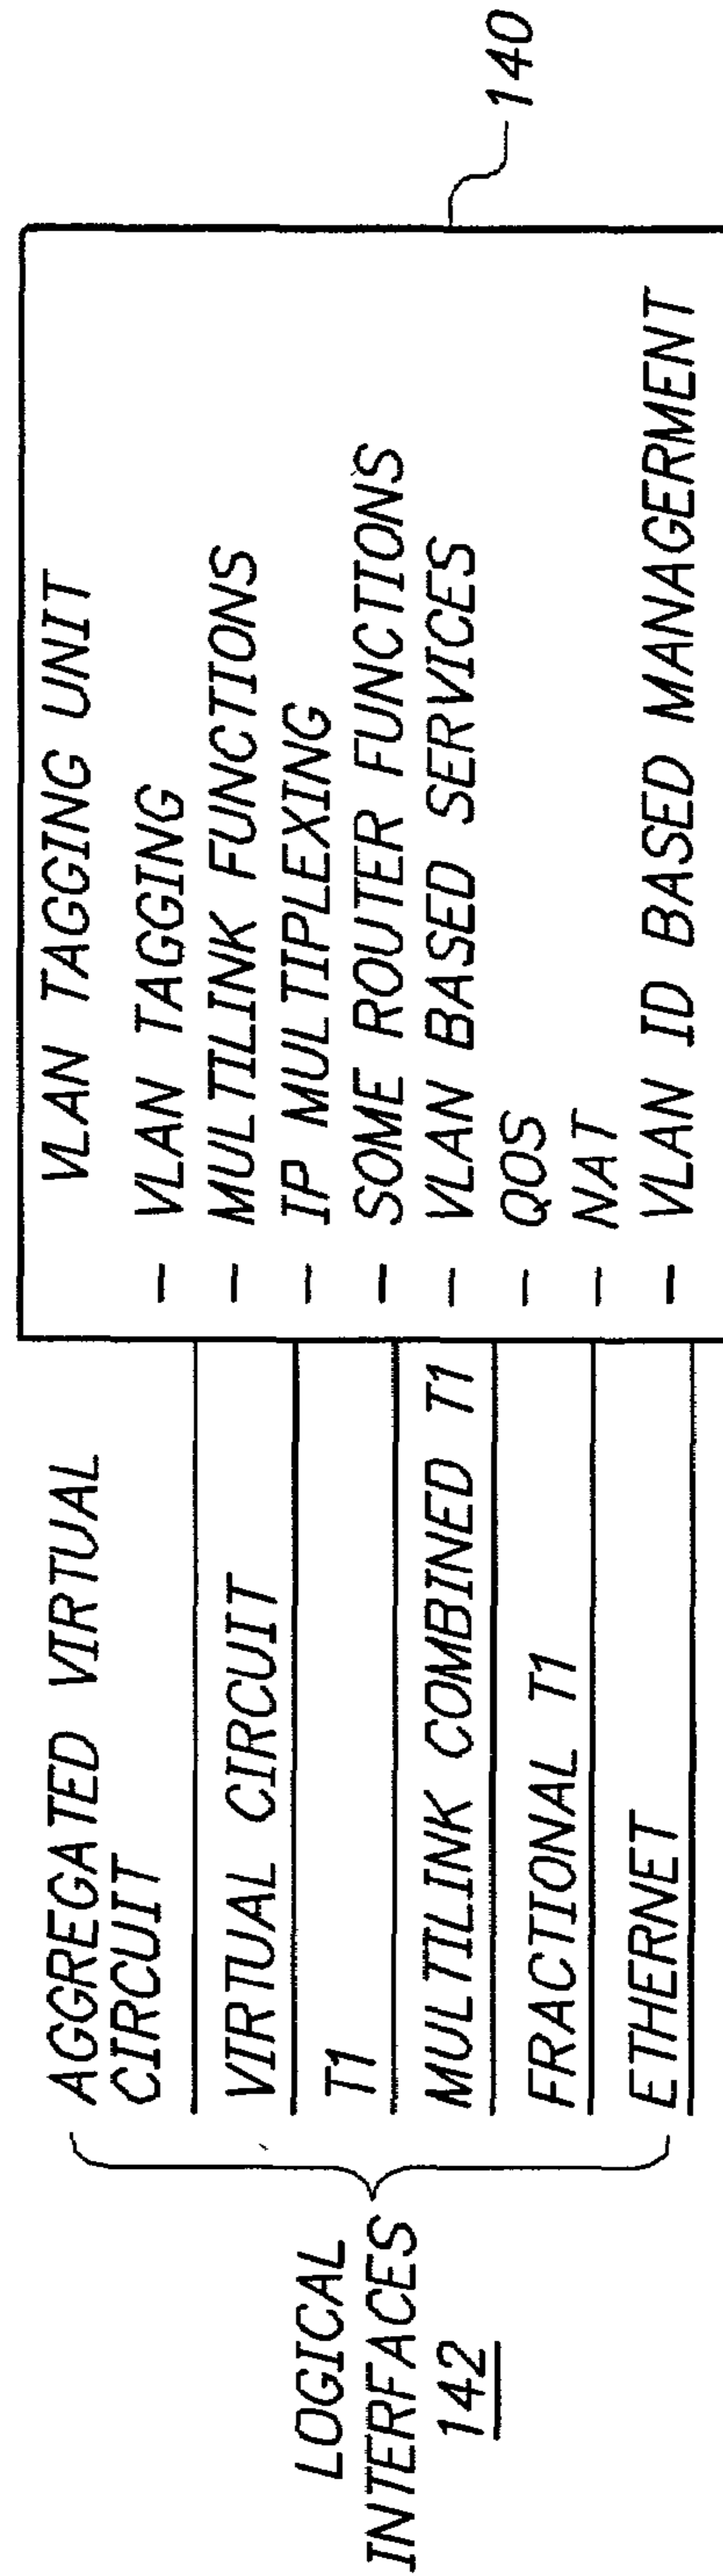 LOGICAL
INTERFACES
142
AGGREGATED VIRTUAL
CIRCUIT
VIRTUAL CIRCUIT
T1
MULTILINK COMBINED T1
FRACTIONAL T1
ETHERNET
VLAN TAGGING UNIT
- VLAN TAGGING
- MULTILINK FUNCTIONS
- IP MULTIPLEXING
- SOME ROUTER FUNCTIONS
- VLAN BASED SERVICES
- QOS
- NAT
- VLAN ID BASED MANAGERMENT
140